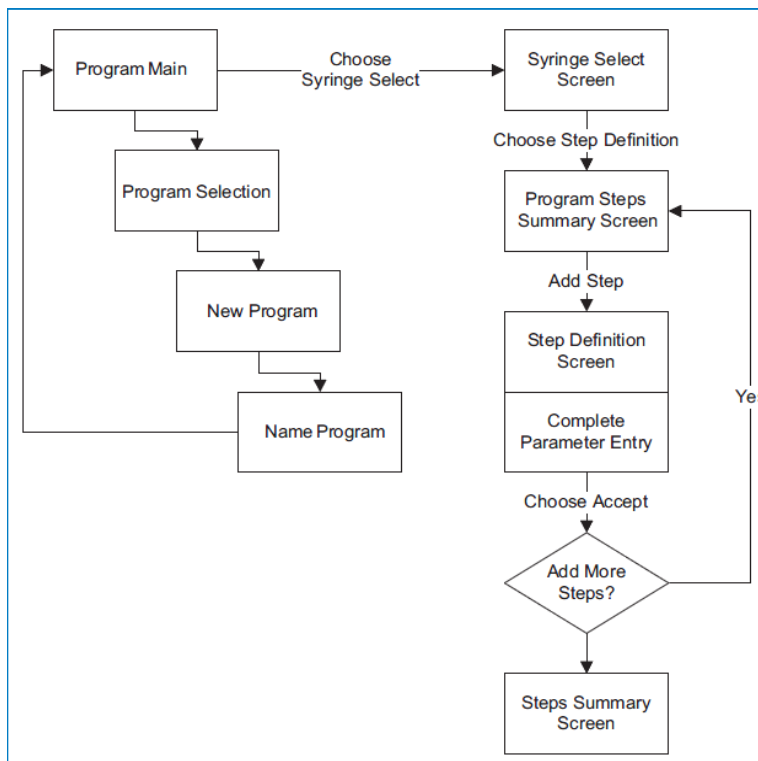 Program Main
Choose
Syringe Select
Syringe Select
Screen
Choose Step Definition
Program Selection
Program Steps
Summary Screen
Add Step
New Program
Step Definition
Screen
Name Program
Complete
Parameter Entry
Ye
Choose Accept
Add More
Steps?
Steps Summary
Screen